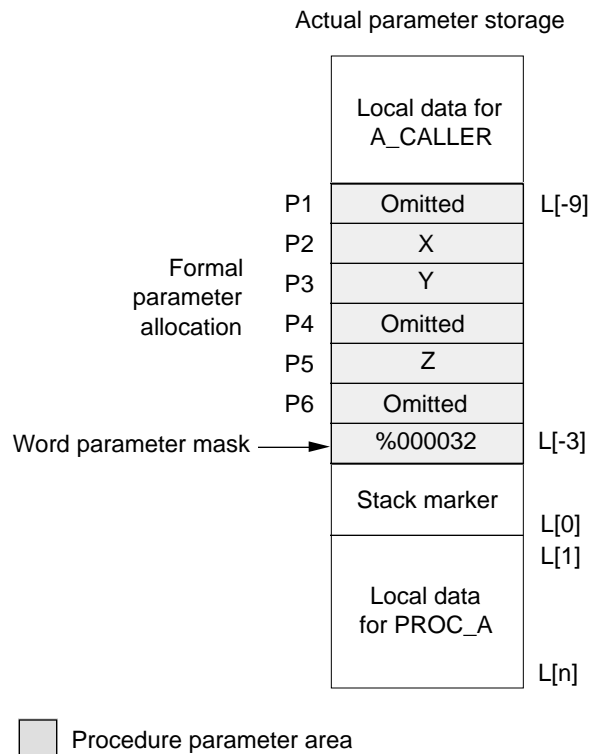 Actual parameter storage
Local data for
A_CALLER
P1 Omitted L[-9]
P2 X
Formal
parameter
allocation
P3 Y
P4 Omitted
P5 Z
P6 Omitted
Word parameter mask %000032 L[-3]
Stack marker
L[0]
L[1]
Local data
for PROC_A
L[n]
Procedure parameter area